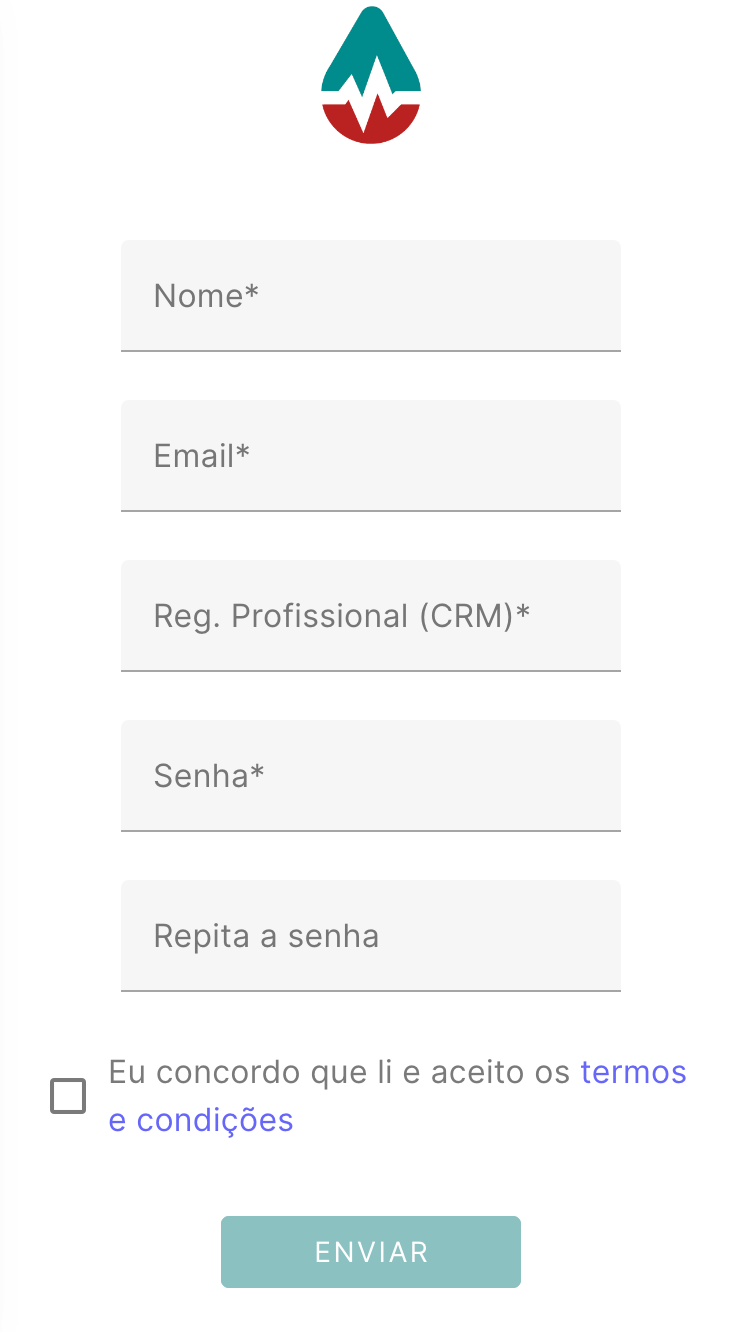 Nome*
Email*
Reg. Profissional (CRM)*
Senha*
Repita a senha
Eu concordo que li e aceito os termos
e condições
ENVIAR